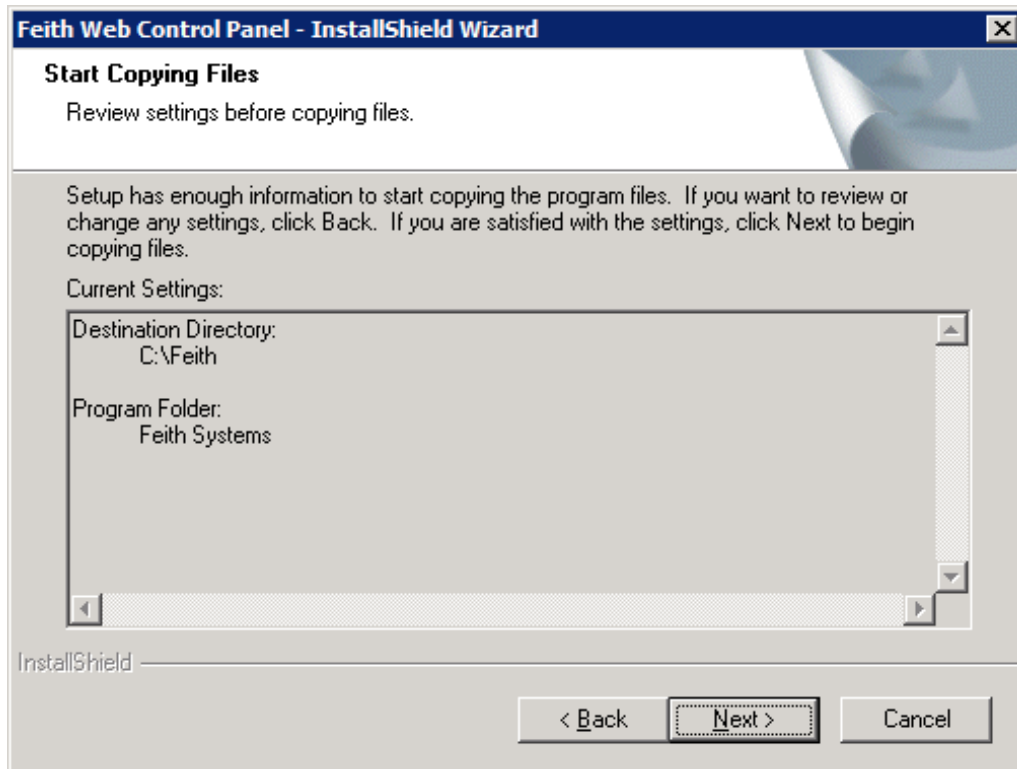 Feith Web Control Panel - InstallShield Wizard
Start Copying Files
Review settings before copying files.
Setup has enough information to start copying the program files.  If you want to review or
change any settings, click Back.  If you are satisfied with the settings, click Next to begin
copying files.
Current Settings:
Destination Directory:
C:\Feith
Program Folder:
Feith Systems
InstallShield
< Back
Next >
Cancel